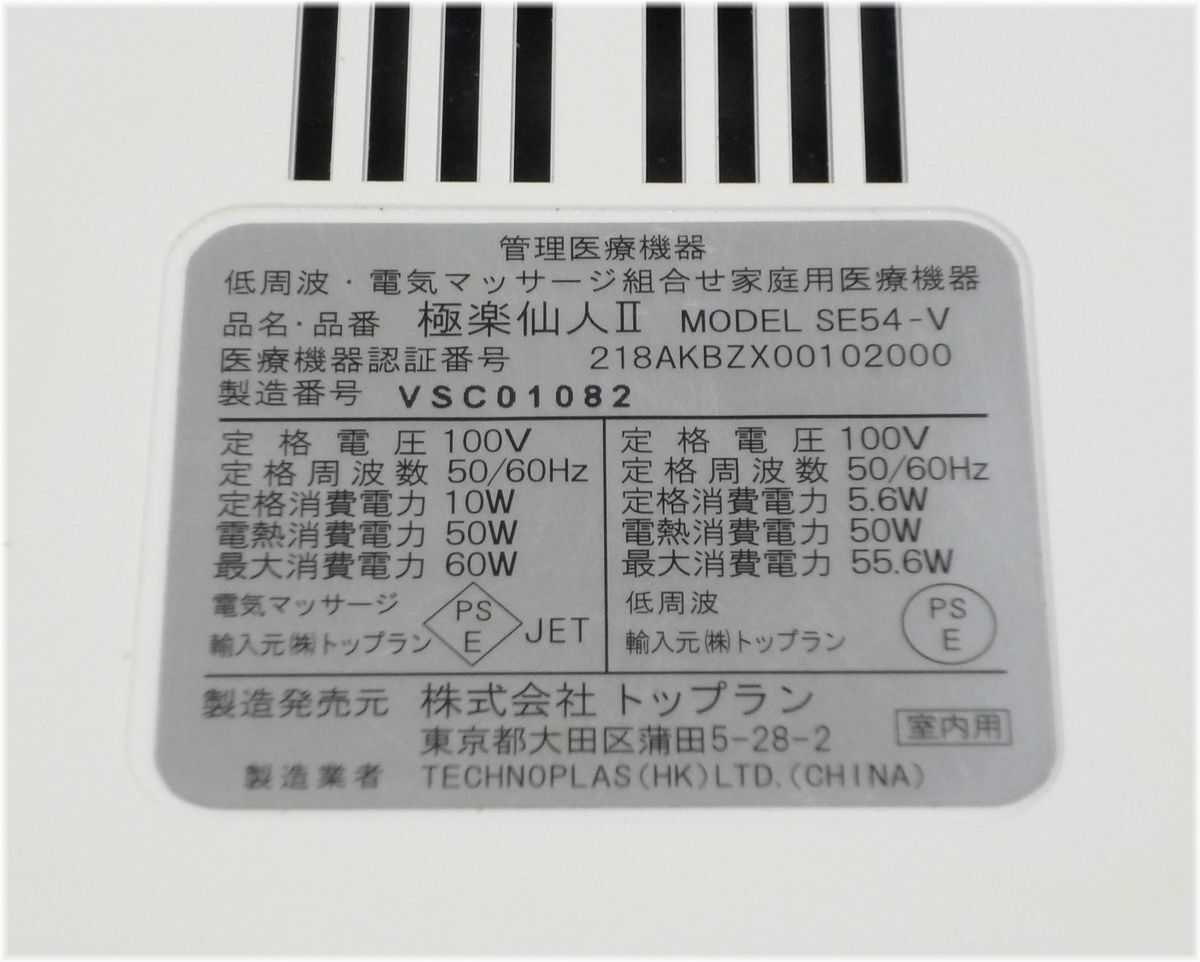 管理医療機器
低周波・電気マッサージ組合せ家庭用医療機器
品名・品番 極楽仙人Ⅱ MODEL SE54-V
医療機器認証番号 218AKBZX00102000
製造番号 VSC01082
定格電圧 100V
定格周波数 50/60Hz
定格消費電力 10W
電熱消費電力 50W
最大消費電力 60W
電気マッサージ
輸入元㈱トップラン
PS
E
JET
定格電圧 100V
定格周波数 50/60Hz
定格消費電力 5.6W
電熱消費電力 50W
最大消費電力 55.6W
低周波
輸入元㈱トップラン
PS
E
製造発売元 株式会社トップラン
東京都大田区蒲田5-28-2
室内用
製造業者 TECHNOPLAS(HK)LTD.(CHINA)